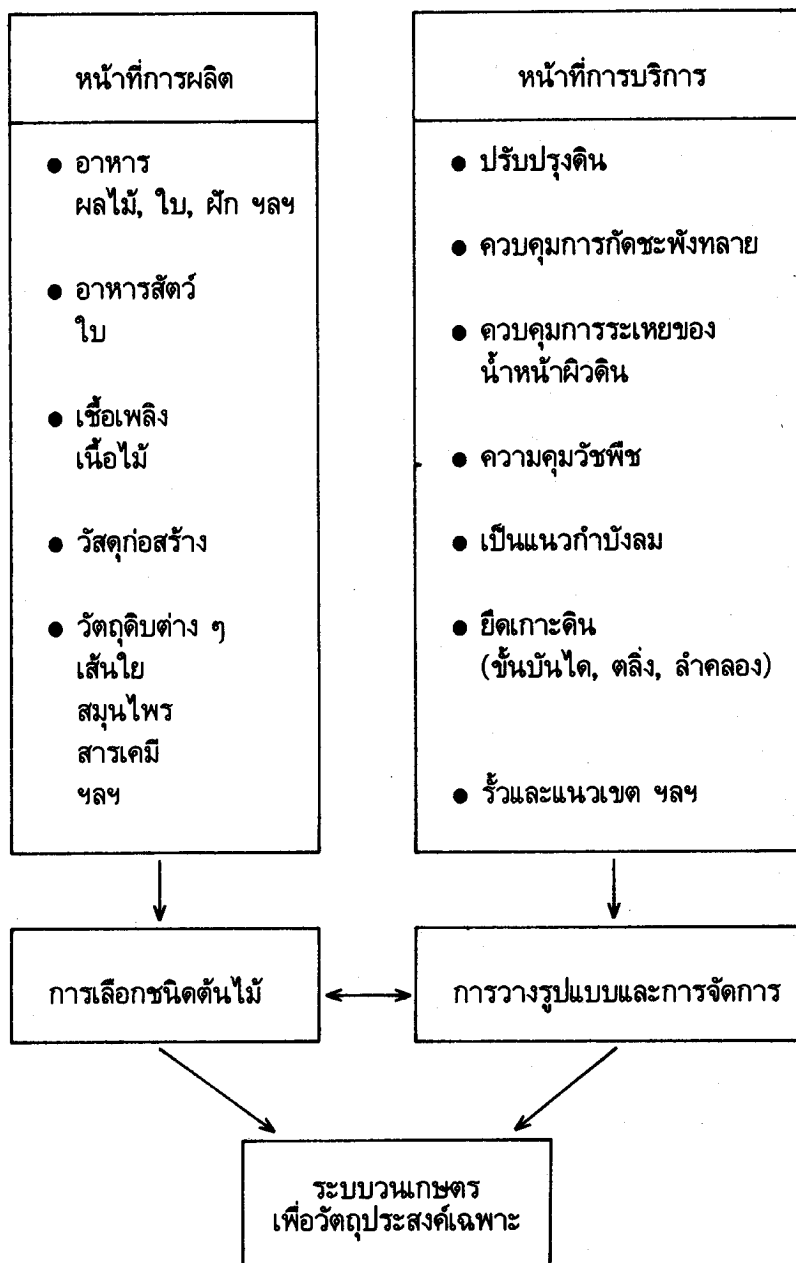 หน้าที่การผลิต
● อาหาร
ผลไม้, ใบ, ฝัก ฯลฯ
● อาหารสัตว์
ใบ
● เชื้อเพลิง
เนื้อไม้
● วัสดุก่อสร้าง
● วัตถุดิบต่าง ๆ
เส้นใย
สมุนไพร
สารเคมี
ฯลฯ
หน้าที่การบริการ
● ปรับปรุงดิน
● ควบคุมการกัดชะพังทลาย
● ควบคุมการระเหยของ
น้ำหน้าผิวดิน
● ความคุมวัชพืช
● เป็นแนวกำบังลม
● ยึดเกาะดิน
(ขั้นบันได, ตลิ่ง, ลำคลอง)
● รั้วและแนวเขต ฯลฯ
การเลือกชนิดต้นไม้
การวางรูปแบบและการจัดการ
ระบบวนเกษตร
เพื่อวัตถุประสงค์เฉพาะ